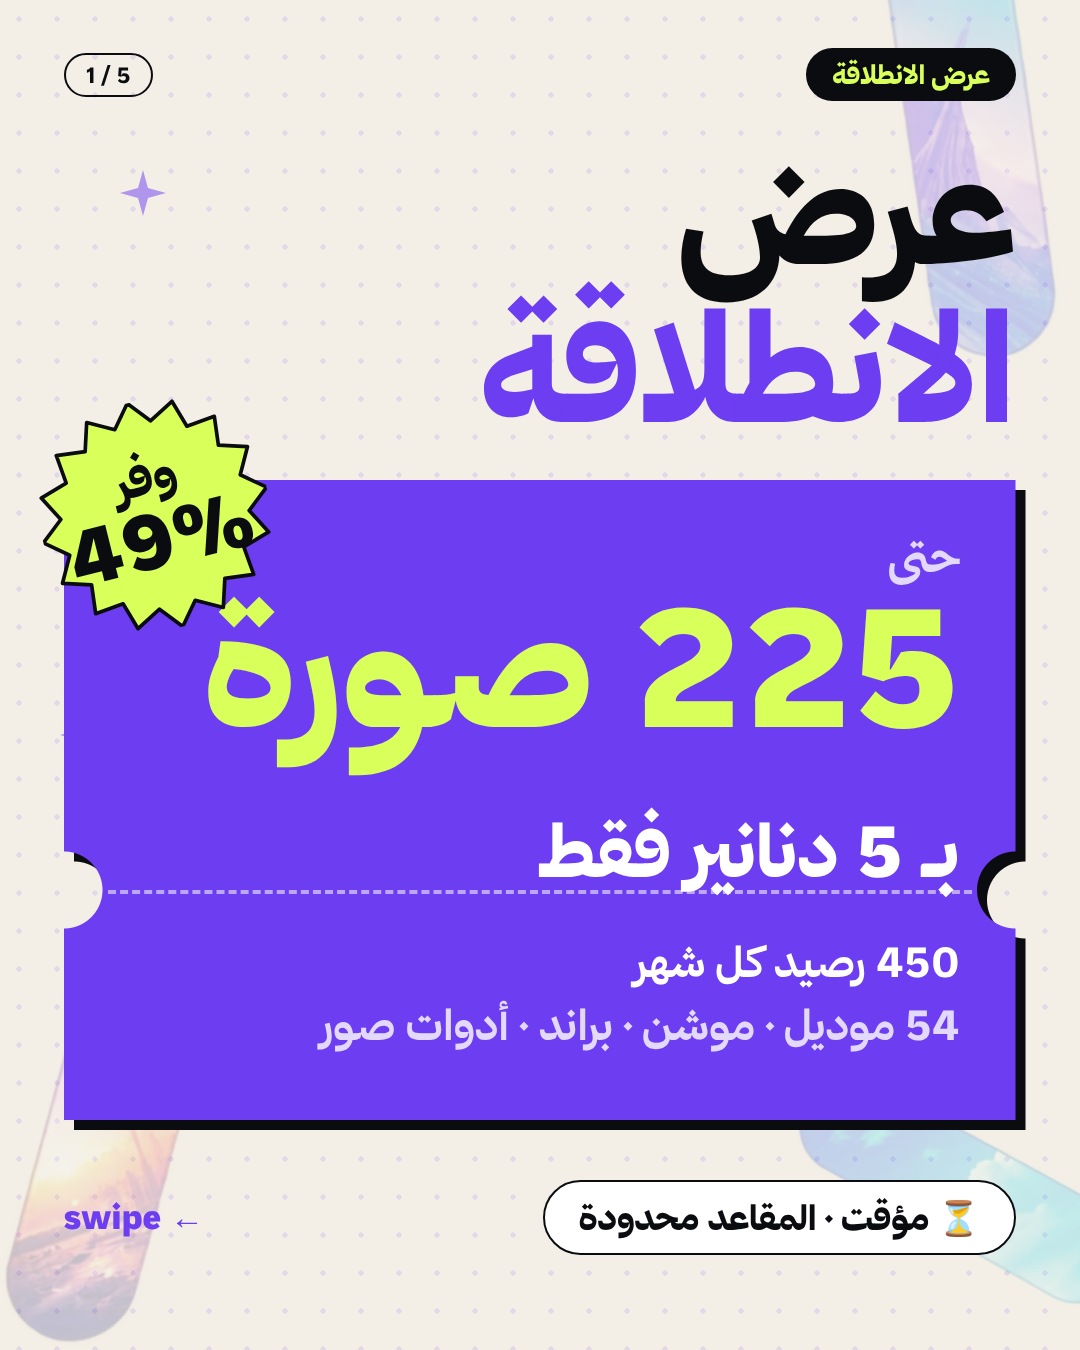 عرض الانطلاقة
1 / 5
عرض
الانطلاقة
وفر
49%
حتى
225 صورة
بـ 5 دنانير فقط
450 رصيد كل شهر
54 موديل · موشن · براند · أدوات صور
⏳ مؤقت · المقاعد محدودة
swipe ←